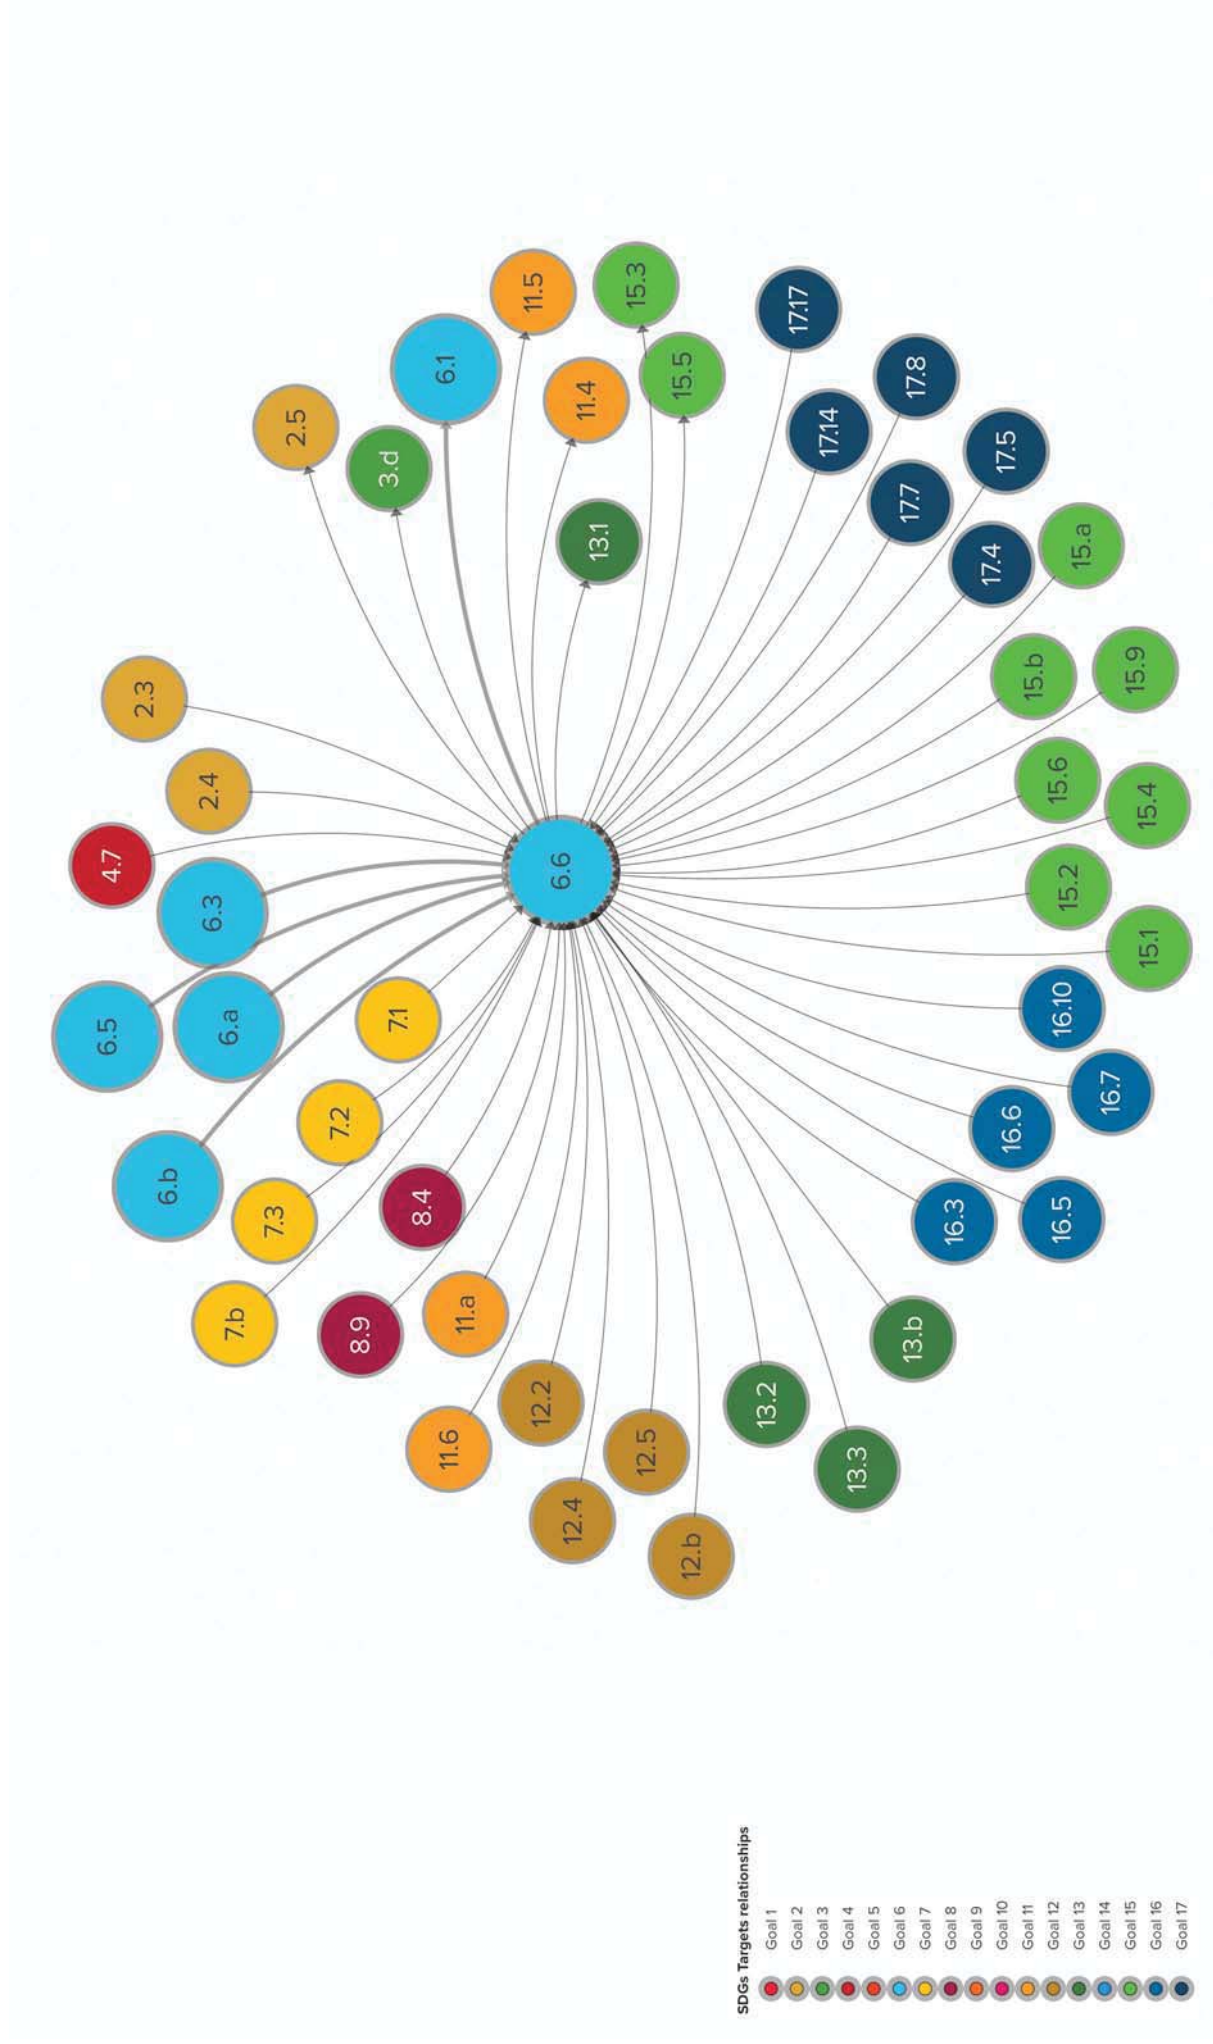 6.b
6.5
6.a
6.3
4.7
2.4
2.3
2.5
3.d
6.1
11.5
11.4
13.1
15.3
15.5
17.17
17.14
17.8
17.7
17.5
17.4
15.a
15.b
15.9
15.6
15.4
15.2
15.1
16.10
16.7
16.6
16.5
16.3
13.b
13.3
13.2
12.b
12.5
12.4
12.2
11.6
11.a
8.9
8.4
7.b
7.3
7.2
7.1
6.6
SDGs Targets relationships
Goal 1
Goal 2
Goal 3
Goal 4
Goal 5
Goal 6
Goal 7
Goal 8
Goal 9
Goal 10
Goal 11
Goal 12
Goal 13
Goal 14
Goal 15
Goal 16
Goal 17